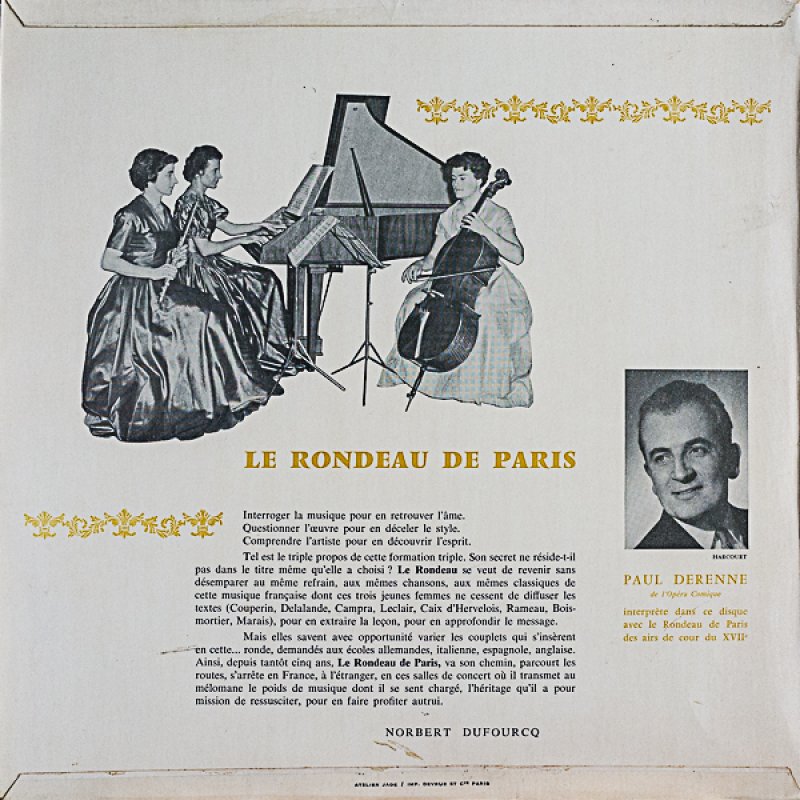 LE RONDEAU DE PARIS
Interroger la musique pour en retrouver l'âme.
Questionner l'œuvre pour en déceler le style.
Comprendre l'artiste pour en découvrir l'esprit.
Tel est le triple propos de cette formation triple. Son secret ne réside-t-il
pas dans le titre même qu'elle a choisi ? Le Rondeau se veut de revenir sans
désemparer au même refrain, aux mêmes chansons, aux mêmes classiques de
cette musique française dont ces trois jeunes femmes ne cessent de diffuser les
textes (Couperin, Delalande, Campra, Leclair, Caix d'Hervelois, Rameau, Bois-
mortier, Marais), pour en extraire la leçon, pour en approfondir le message.
Mais elles savent avec opportunité varier les couplets qui s'insèrent
en cette... ronde, demandés aux écoles allemandes, italienne, espagnole, anglaise.
Ainsi, depuis tantôt cinq ans, Le Rondeau de Paris, va son chemin, parcourt les
routes, s'arrête en France, à l'étranger, en ces salles de concert où il transmet au
mélomane le poids de musique dont il se sent chargé, l'héritage qu'il a pour
mission de ressusciter, pour en faire profiter autrui.
NORBERT DUFOURCQ
HARCOURT
PAUL DERENNE
de l'Opéra Comique
interprète dans ce disque
avec le Rondeau de Paris
des airs de cour du XVIIᵉ
ATELIER JADE / IMP. DEVAUX ET Cie PARIS